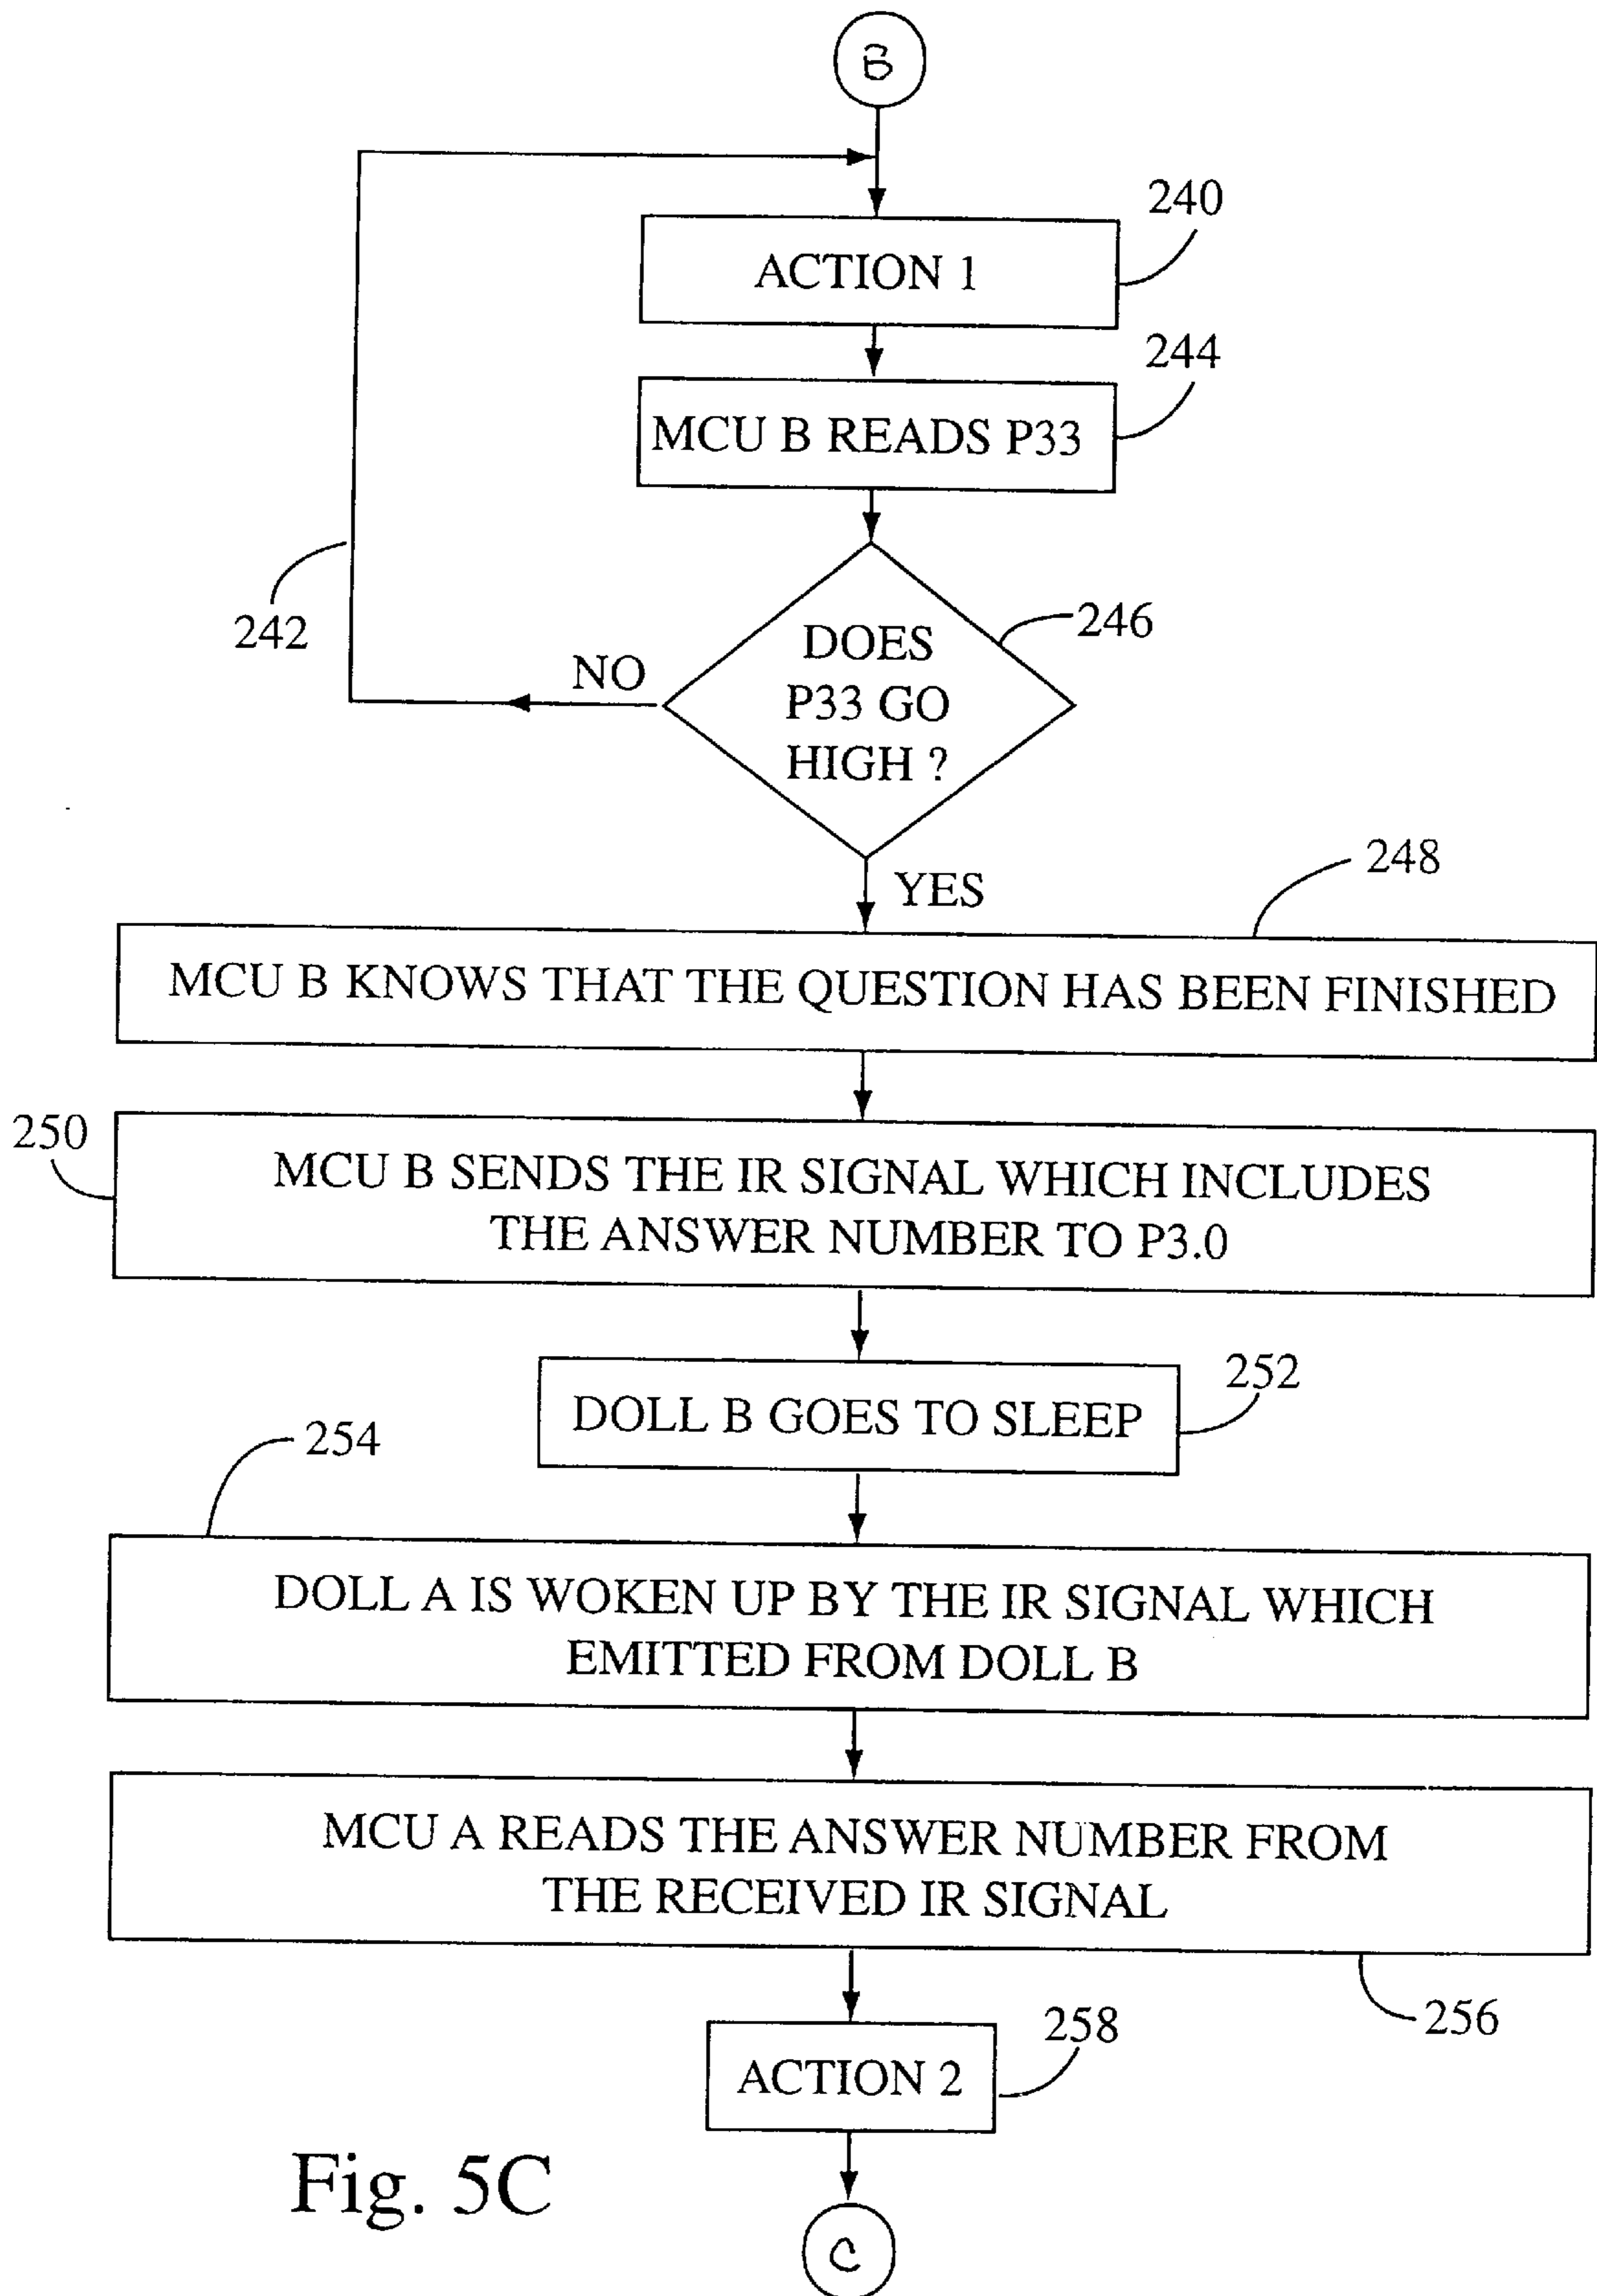 B
240
ACTION 1
244
MCU B READS P33
242
246
DOES
P33 GO
HIGH ?
NO
YES
248
MCU B KNOWS THAT THE QUESTION HAS BEEN FINISHED
250
MCU B SENDS THE IR SIGNAL WHICH INCLUDES
THE ANSWER NUMBER TO P3.0
252
DOLL B GOES TO SLEEP
254
DOLL A IS WOKEN UP BY THE IR SIGNAL WHICH
EMITTED FROM DOLL B
MCU A READS THE ANSWER NUMBER FROM
THE RECEIVED IR SIGNAL
256
258
ACTION 2
Fig. 5C
C